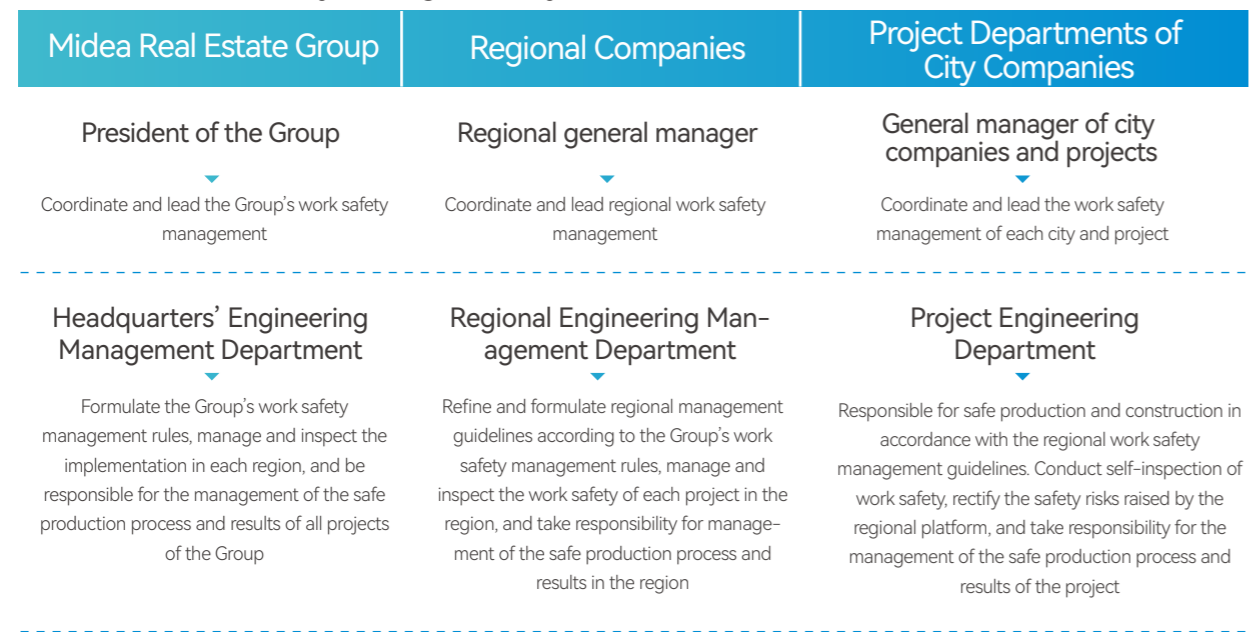 Midea Real Estate Group
Regional Companies
Project Departments of
City Companies
President of the Group
Coordinate and lead the Group's work safety
management
Regional general manager
Coordinate and lead regional work safety
management
General manager of city
companies and projects
Coordinate and lead the work safety
management of each city and project
Headquarters' Engineering
Management Department
Formulate the Group's work safety
management rules, manage and inspect the
implementation in each region, and be
responsible for the management of the safe
production process and results of all projects
of the Group
Regional Engineering Man-
agement Department
Refine and formulate regional management
guidelines according to the Group's work
safety management rules, manage and
inspect the work safety of each project in the
region, and take responsibility for manage-
ment of the safe production process and
results in the region
Project Engineering
Department
Responsible for safe production and construction in
accordance with the regional work safety
management guidelines. Conduct self-inspection of
work safety, rectify the safety risks raised by the
regional platform, and take responsibility for the
management of the safe production process and
results of the project